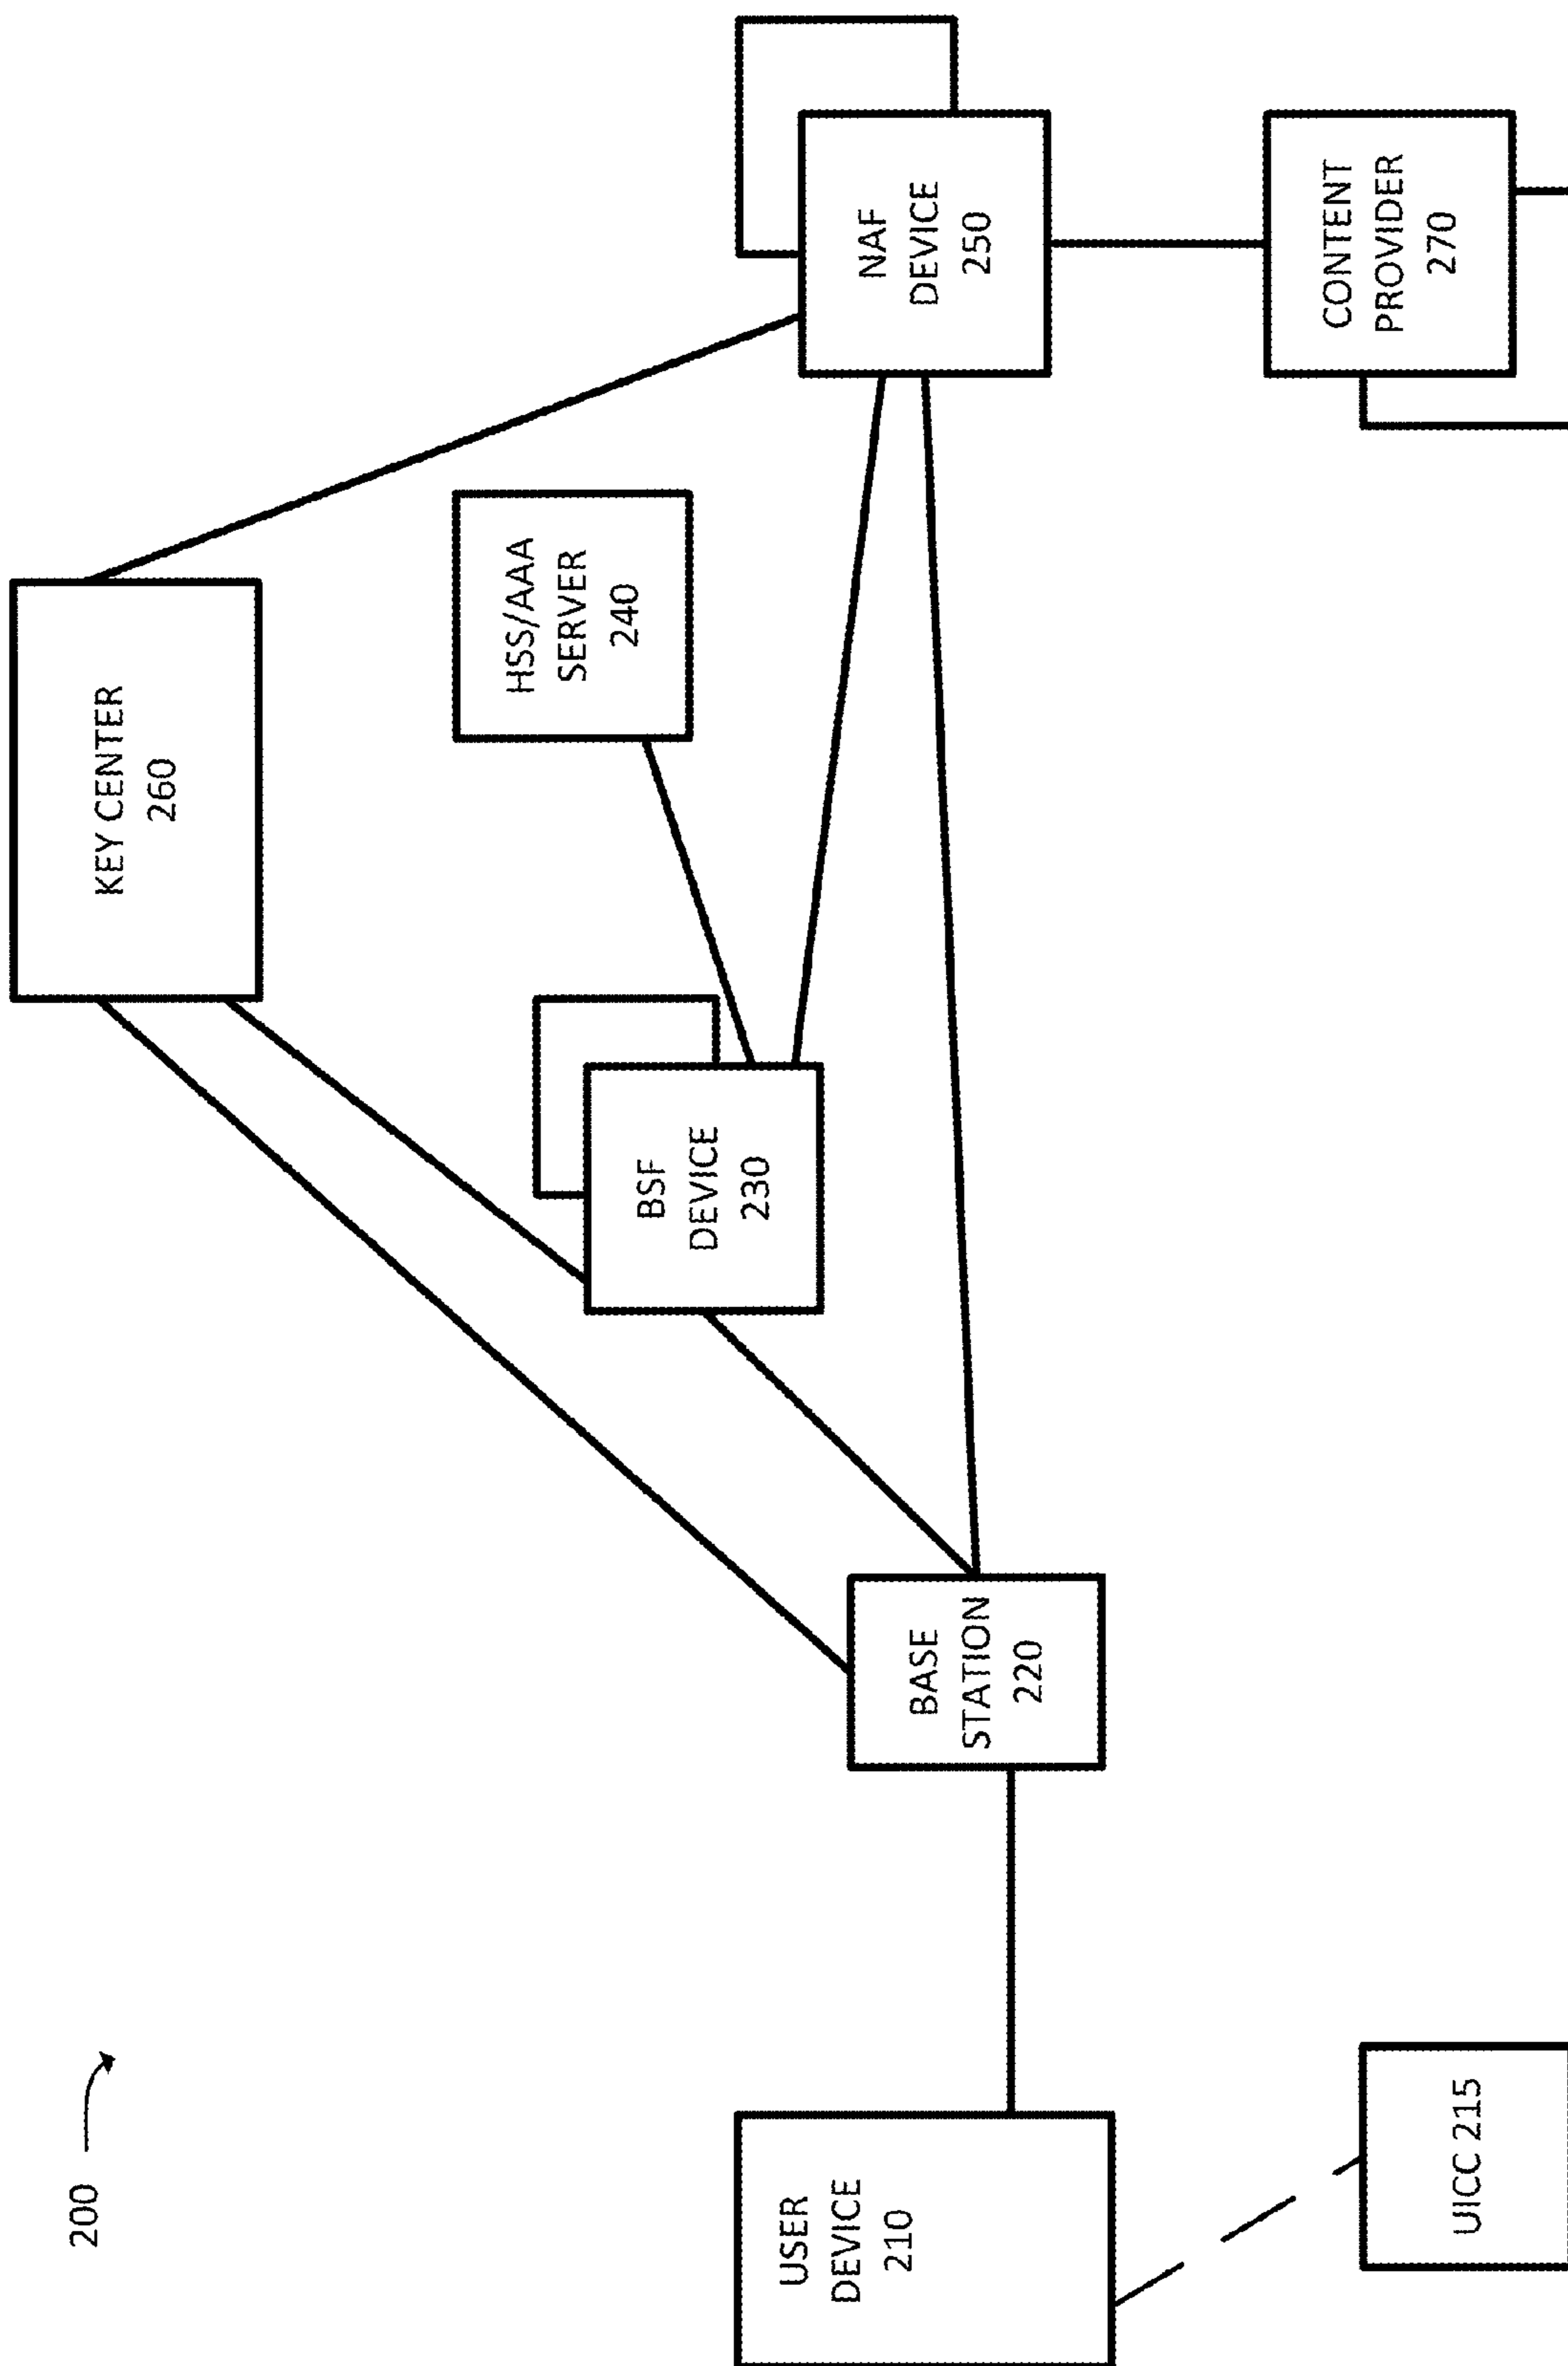 200
KEY CENTER
260
HSS/AAA
SERVER
240
BSF
DEVICE
230
NAF
DEVICE
250
USER
DEVICE
210
BASE
STATION
220
CONTENT
PROVIDER
270
UICC 215